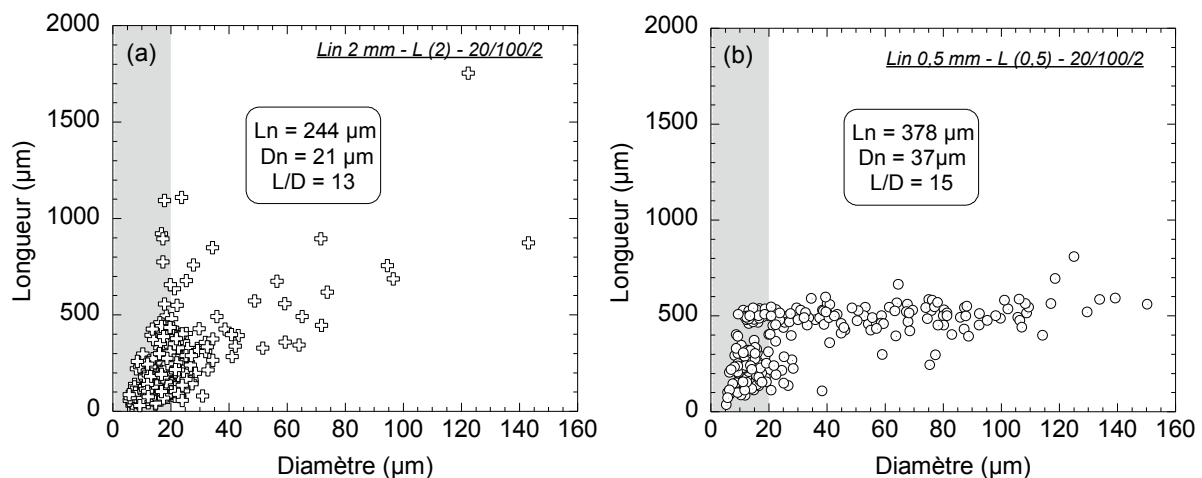 (a)
Lin 2 mm - L (2) - 20/100/2
Ln = 244 µm
Dn = 21 µm
L/D = 13
Longueur (µm)
2000
1500
1000
500
0
0 20 40 60 80 100 120 140 160
Diamètre (µm)
(b)
Lin 0,5 mm - L (0,5) - 20/100/2
Ln = 378 µm
Dn = 37µm
L/D = 15
Longueur (µm)
2000
1500
1000
500
0
0 20 40 60 80 100 120 140 160
Diamètre (µm)